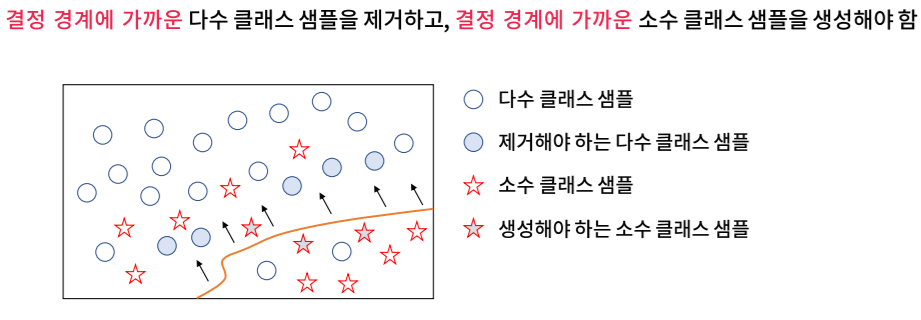 결정 경계에 가까운 다수 클래스 샘플을 제거하고, 결정 경계에 가까운 소수 클래스 샘플을 생성해야 함
다수 클래스 샘플
제거해야 하는 다수 클래스 샘플
소수 클래스 샘플
생성해야 하는 소수 클래스 샘플